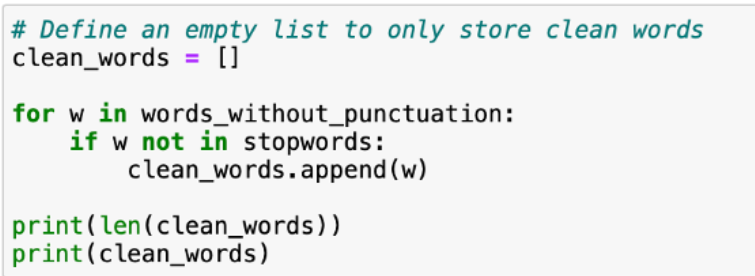 # Define an empty list to only store clean words
clean_words = []
for w in words_without_punctuation:
    if w not in stopwords:
        clean_words.append(w)
print(len(clean_words))
print(clean_words)